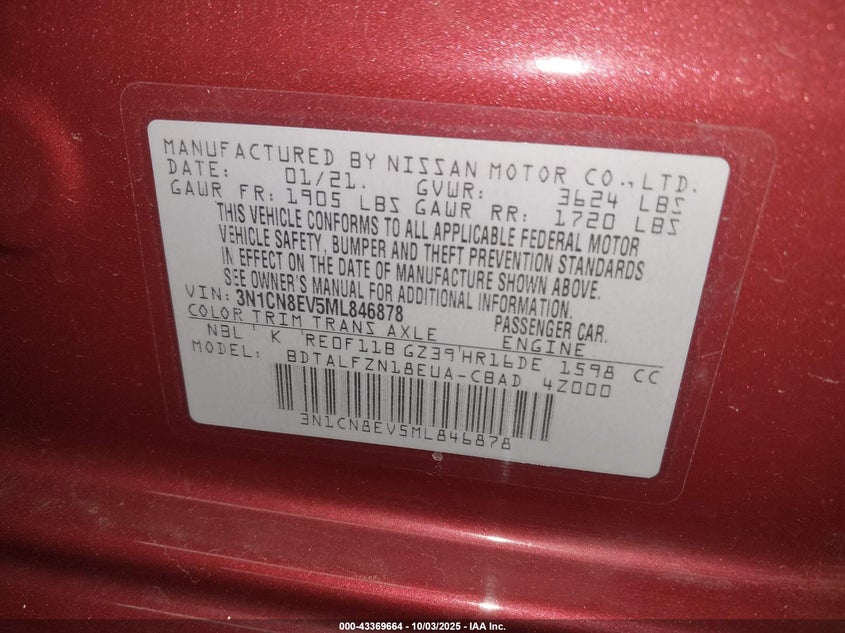 MANUFACTURED BY NISSAN MOTOR CO., LTD.
DATE: 01/21. GVWR: 3624 LBS
GAWR FR: 1905 LBS GAWR RR: 1720 LBS
THIS VEHICLE CONFORMS TO ALL APPLICABLE FEDERAL MOTOR
VEHICLE SAFETY, BUMPER AND THEFT PREVENTION STANDARDS
IN EFFECT ON THE DATE OF MANUFACTURE SHOWN ABOVE.
SEE OWNER'S MANUAL FOR ADDITIONAL INFORMATION.
VIN: 3N1CN8EV5ML846878 PASSENGER CAR.
COLOR TRIM TRANS AXLE ENGINE
NBL ' K ' RE0F11B GZ39 'HR16DE 1598 CC
MODEL: BDTALFZN18EUA-CBAD 4Z000
3N1CN8EV5ML846878
000-43369664 - 10/03/2025 - IAA Inc.